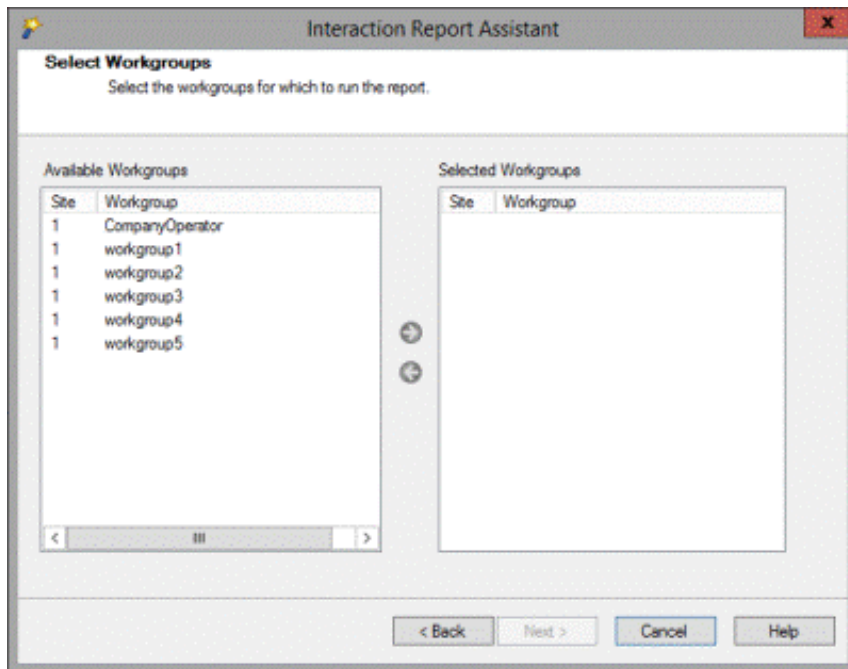 Interaction Report Assistant
x
Select Workgroups
Select the workgroups for which to run the report.
Available Workgroups
Site Workgroup
1 CompanyOperator
1 workgroup1
1 workgroup2
1 workgroup3
1 workgroup4
1 workgroup5
Selected Workgroups
Site Workgroup
< Back Next > Cancel Help